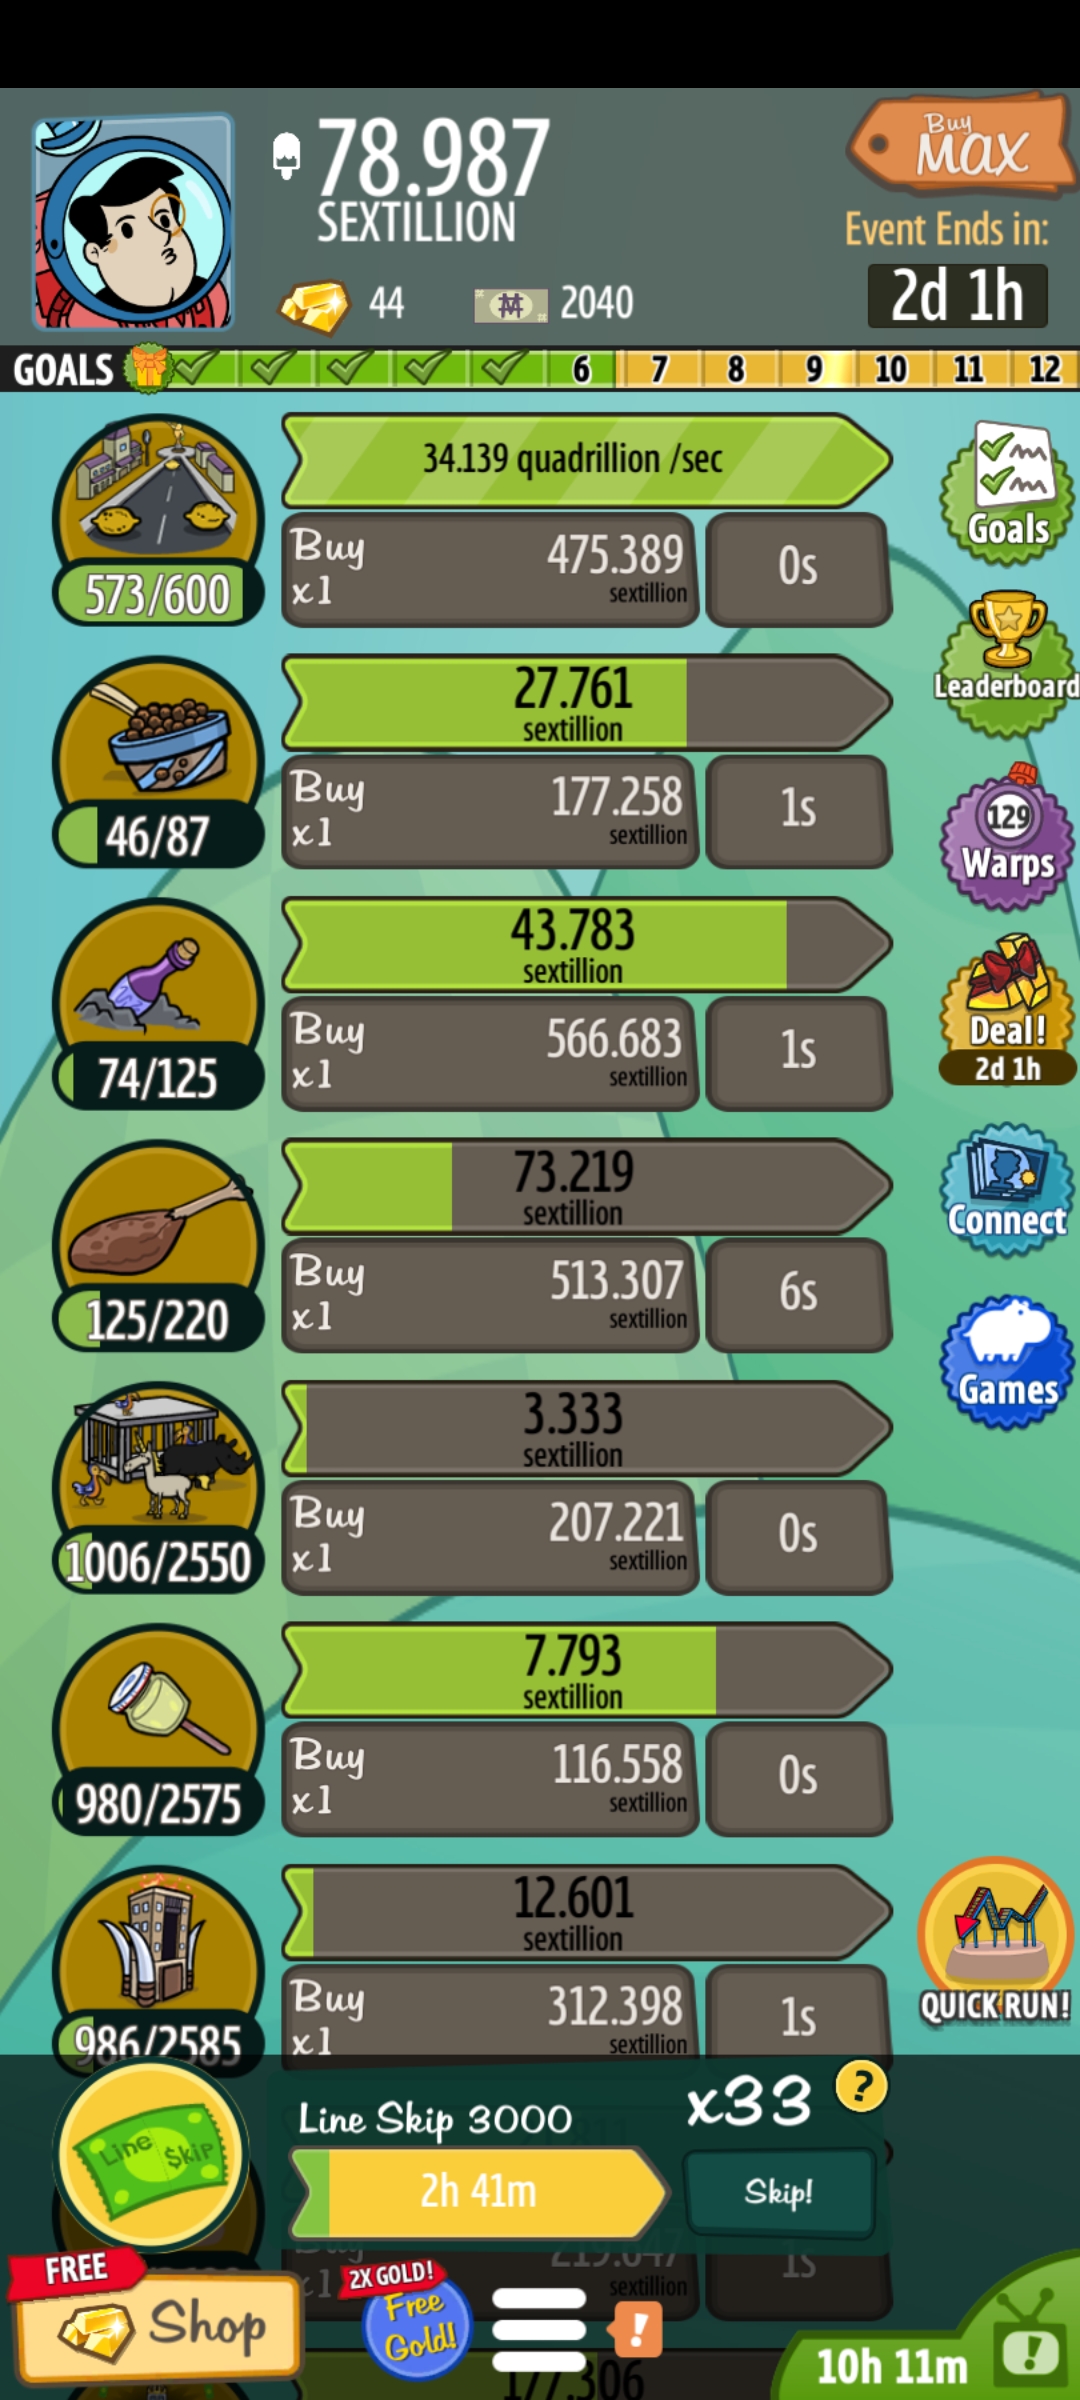 78.987
SEXTILLION
Buy
MAX
Event Ends in:
2d 1h
44
2040
GOALS
6 7 8 9 10 11 12
34.139 quadrillion /sec
Buy
x1
475.389
sextillion
0s
573/600
Goals
Leaderboard
27.761
sextillion
Buy
x1
177.258
sextillion
1s
46/87
129
Warps
43.783
sextillion
Buy
x1
566.683
sextillion
1s
74/125
Deal!
2d 1h
73.219
sextillion
Buy
x1
513.307
sextillion
6s
125/220
Connect
3.333
sextillion
Buy
x1
207.221
sextillion
0s
1006/2550
Games
7.793
sextillion
Buy
x1
116.558
sextillion
0s
980/2575
12.601
sextillion
Buy
x1
312.398
sextillion
1s
986/2585
QUICK RUN!
Line Skip
Line Skip 3000
x33
?
2h 41m
Skip!
x1
219.647
sextillion
1s
FREE
Shop
2X GOLD!
Free
Gold!
!
177.306
10h 11m
!